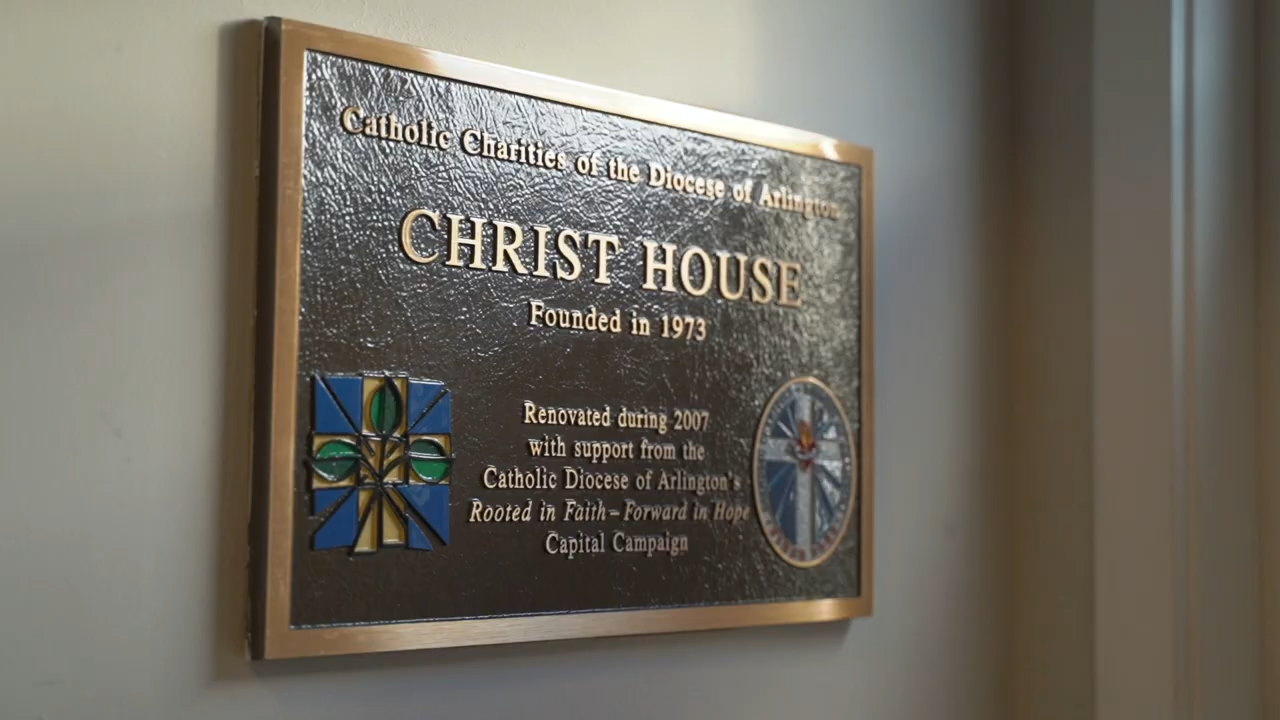 Catholic Charities of the Diocese of Arlington
CHRIST HOUSE
Founded in 1973
Renovated during 2007
with support from the
Catholic Diocese of Arlington's
Rooted in Faith–Forward in Hope
Capital Campaign